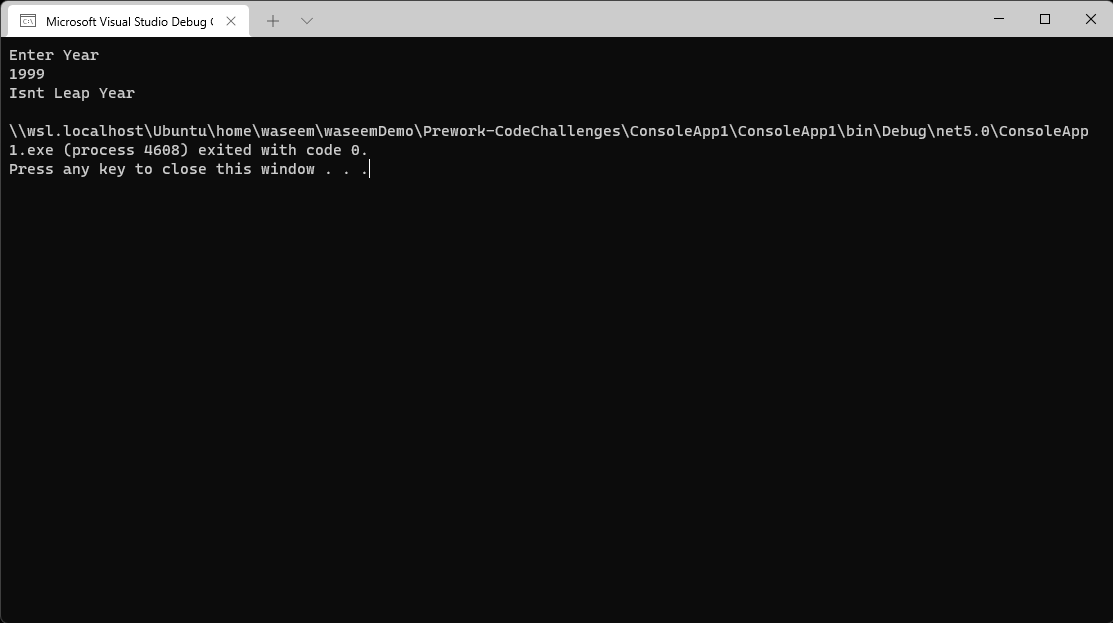 Microsoft Visual Studio Debug C
Enter Year
1999
Isnt Leap Year
\\wsl.localhost\Ubuntu\home\waseem\waseemDemo\Prework-CodeChallenges\ConsoleApp1\ConsoleApp1\bin\Debug\net5.0\ConsoleApp
1.exe (process 4608) exited with code 0.
Press any key to close this window . . .